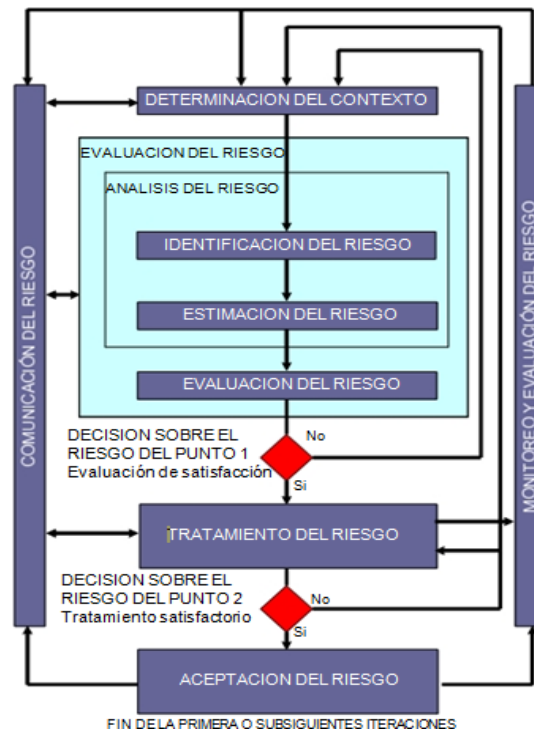 DETERMINACION DEL CONTEXTO
EVALUACION DEL RIESGO
ANALISIS DEL RIESGO
IDENTIFICACION DEL RIESGO
ESTIMACION DEL RIESGO
EVALUACION DEL RIESGO
COMUNICACIÓN DEL RIESGO
MONITOREO Y EVALUACIÓN DEL RIESGO
DECISION SOBRE EL
RIESGO DEL PUNTO 1
Evaluación de satisfacción
No
Si
TRATAMIENTO DEL RIESGO
DECISION SOBRE EL
RIESGO DEL PUNTO 2
Tratamiento satisfactorio
No
Si
ACEPTACION DEL RIESGO
FIN DE LA PRIMERA O SUBSIGUIENTES ITERACIONES